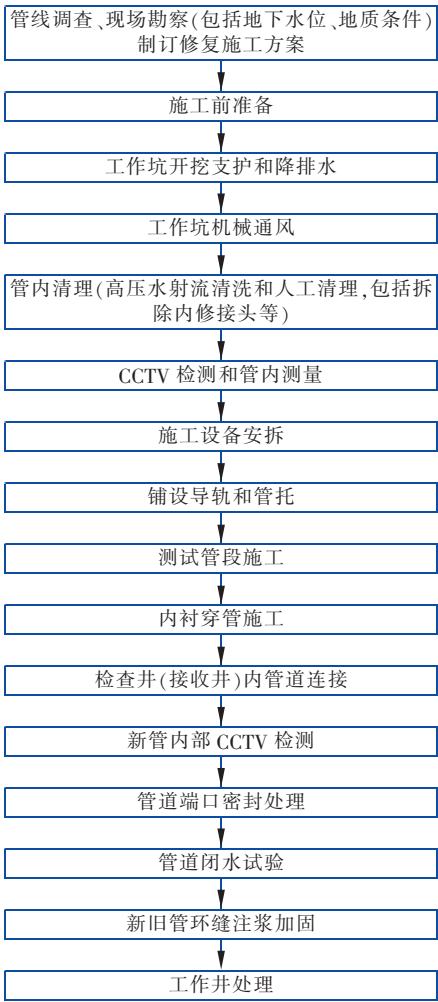 管线调查、现场勘察(包括地下水位、地质条件)
制订修复施工方案
施工前准备
工作坑开挖支护和降排水
工作坑机械通风
管内清理(高压水射流清洗和人工清理,包括拆
除内修接头等)
CCTV 检测和管内测量
施工设备安拆
铺设导轨和管托
测试管段施工
内衬穿管施工
检查井(接收井)内管道连接
新管内部 CCTV 检测
管道端口密封处理
管道闭水试验
新旧管环缝注浆加固
工作井处理